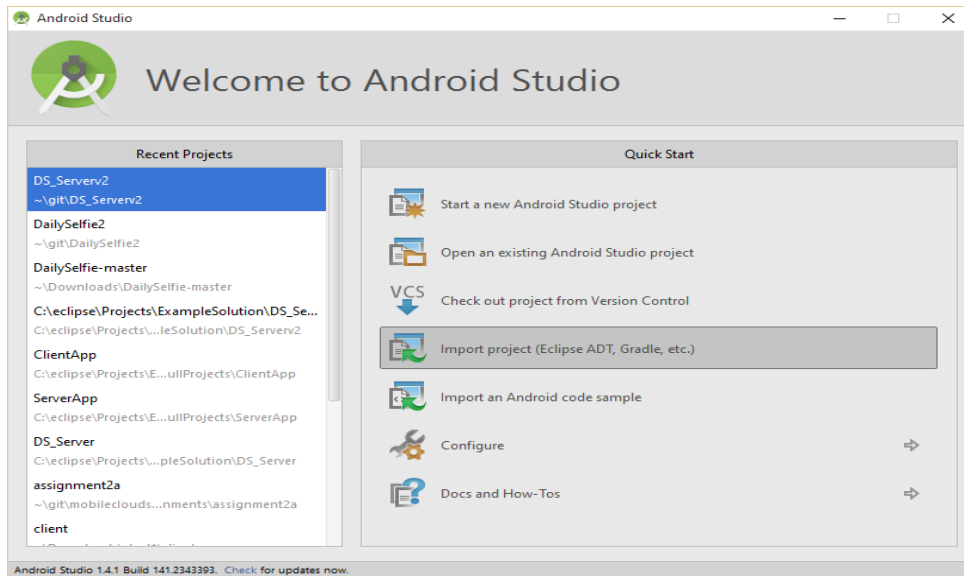 Android Studio
Welcome to Android Studio
Recent Projects
DS_Serverv2
~\git\DS_Serverv2
DailySelfie2
~\git\DailySelfie2
DailySelfie-master
~\Downloads\DailySelfie-master
C:\eclipse\Projects\ExampleSolution\DS_Se...
C:\eclipse\Projects\...leSolution\DS_Serverv2
ClientApp
C:\eclipse\Projects\E...ullProjects\ClientApp
ServerApp
C:\eclipse\Projects\E...ullProjects\ServerApp
DS_Server
C:\eclipse\Projects\...pleSolution\DS_Server
assignment2a
~\git\mobileclouds...nments\assignment2a
client
Quick Start
Start a new Android Studio project
Open an existing Android Studio project
VCS
Check out project from Version Control
Import project (Eclipse ADT, Gradle, etc.)
Import an Android code sample
Configure
Docs and How-Tos
Android Studio 1.4.1 Build 141.2343393. Check for updates now.